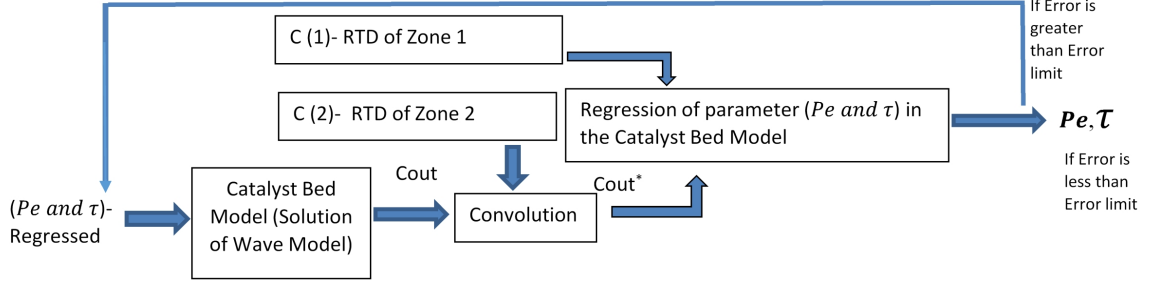 If Error is
greater
than Error
limit
C (1)- RTD of Zone 1
C (2)-  RTD of Zone 2
Regression of parameter (Pe and τ) in
the Catalyst Bed Model
Pe,τ
If Error is
less than
Error limit
(Pe and τ)-
Regressed
Catalyst Bed
Model (Solution
of Wave Model)
Cout
Convolution
Cout*